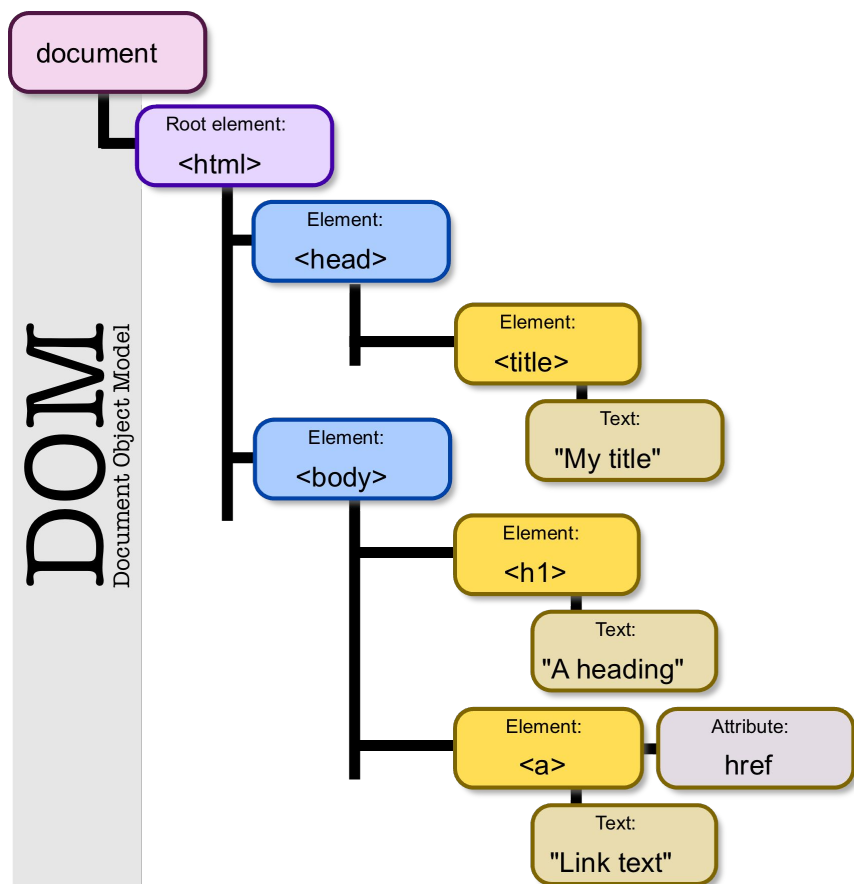 document
Root element:
<html>
Element:
<head>
Element:
<title>
Text:
"My title"
Element:
<body>
Element:
<h1>
Text:
"A heading"
Element:
<a>
Attribute:
href
Text:
"Link text"
DOM
Document Object Model